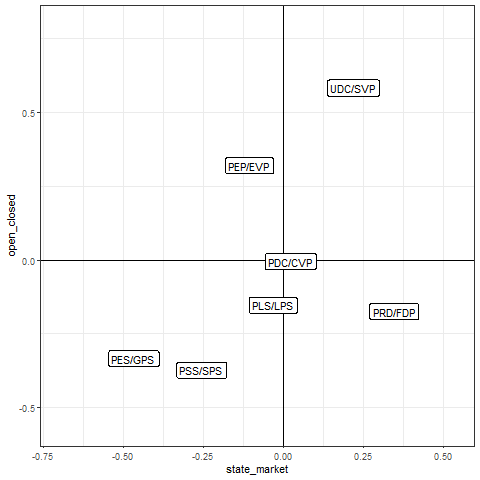 UDC/SVP
0.5
PEP/EVP
open_closed
0.0
PDC/CVP
PLS/LPS
PRD/FDP
PES/GPS
PSS/SPS
-0.5
-0.75 -0.50 -0.25 0.00 0.25 0.50
state_market